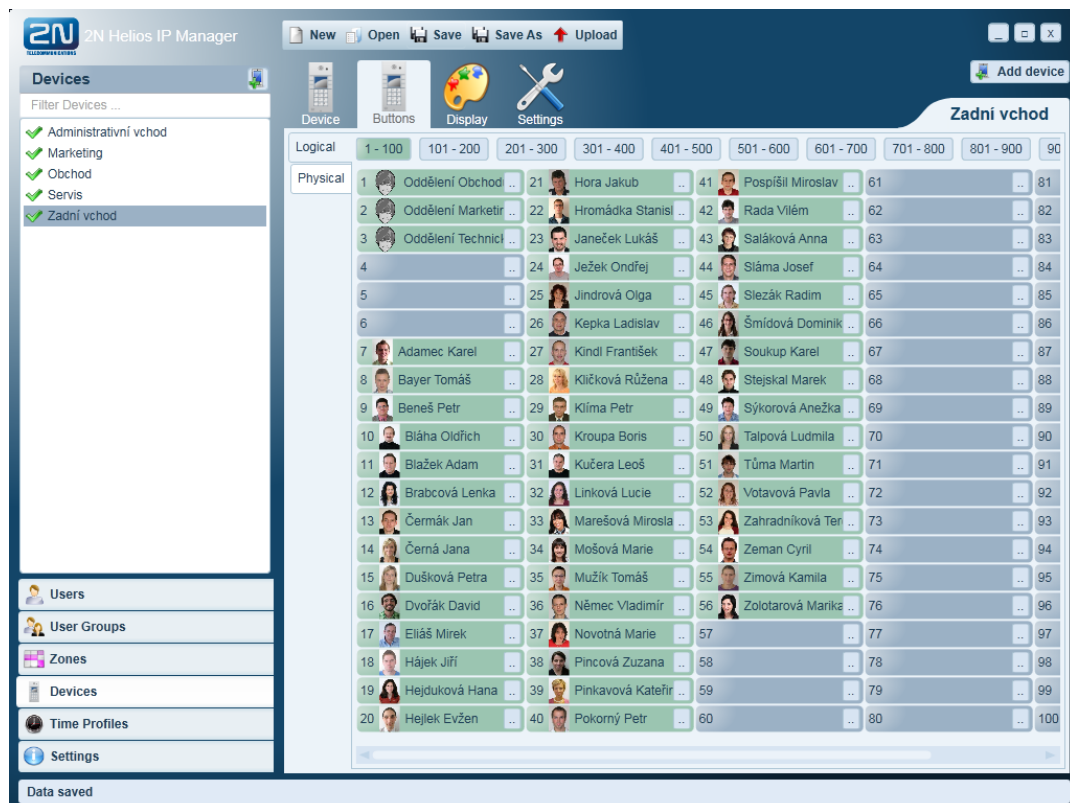 2N Helios IP Manager
New Open Save Save As Upload
_ □ X
Devices
Filter Devices ...
Administrativní vchod
Marketing
Obchod
Servis
Zadní vchod
Users
User Groups
Zones
Devices
Time Profiles
Settings
Data saved
Device Buttons Display Settings
Add device
Zadní vchod
Logical
Physical
1 - 100 101 - 200 201 - 300 301 - 400 401 - 500 501 - 600 601 - 700 701 - 800 801 - 900 90
1 Oddělení Obchod .. 21 Hora Jakub .. 41 Pospíšil Miroslav .. 61 .. 81
2 Oddělení Marketin .. 22 Hromádka Stanisl .. 42 Rada Vilém .. 62 .. 82
3 Oddělení Technick .. 23 Janeček Lukáš .. 43 Saláková Anna .. 63 .. 83
4 .. 24 Ježek Ondřej .. 44 Sláma Josef .. 64 .. 84
5 .. 25 Jindrová Olga .. 45 Slezák Radim .. 65 .. 85
6 .. 26 Kepka Ladislav .. 46 Šmídová Dominik .. 66 .. 86
7 Adamec Karel .. 27 Kindl František .. 47 Soukup Karel .. 67 .. 87
8 Bayer Tomáš .. 28 Kličková Růžena .. 48 Stejskal Marek .. 68 .. 88
9 Beneš Petr .. 29 Klíma Petr .. 49 Sýkorová Anežka .. 69 .. 89
10 Bláha Oldřich .. 30 Kroupa Boris .. 50 Talpová Ludmila .. 70 .. 90
11 Blažek Adam .. 31 Kučera Leoš .. 51 Tůma Martin .. 71 .. 91
12 Brabcová Lenka .. 32 Linková Lucie .. 52 Votavová Pavla .. 72 .. 92
13 Čermák Jan .. 33 Marešová Mirosla .. 53 Zahradníková Ter .. 73 .. 93
14 Černá Jana .. 34 Mošová Marie .. 54 Zeman Cyril .. 74 .. 94
15 Dušková Petra .. 35 Mužík Tomáš .. 55 Zimová Kamila .. 75 .. 95
16 Dvořák David .. 36 Němec Vladimír .. 56 Zolotarová Marika .. 76 .. 96
17 Eliáš Mirek .. 37 Novotná Marie .. 57 .. 77 .. 97
18 Hájek Jiří .. 38 Pincová Zuzana .. 58 .. 78 .. 98
19 Hejduková Hana .. 39 Pinkavová Kateřin .. 59 .. 79 .. 99
20 Hejlek Evžen .. 40 Pokorný Petr .. 60 .. 80 .. 100
2N
TELECOMMUNICATIONS